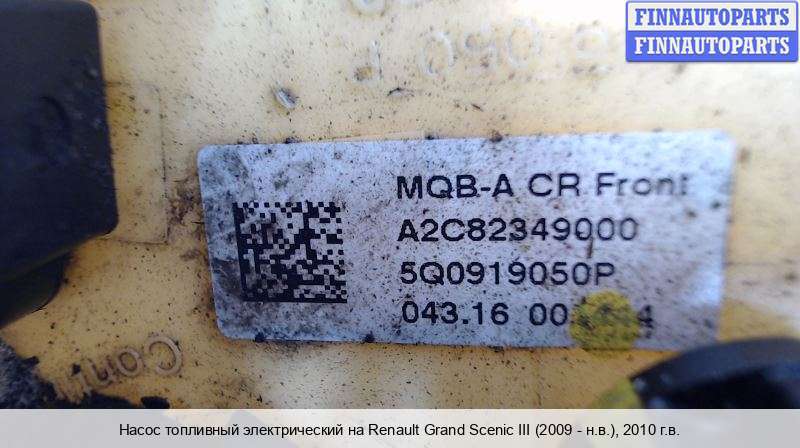 FINNAUTOPARTS
FINNAUTOPARTS
MQB-A CR Front
A2C82349000
5Q0919050P
043.16 00
Насос топливный электрический на Renault Grand Scenic III (2009 - н.в.), 2010 г.в.